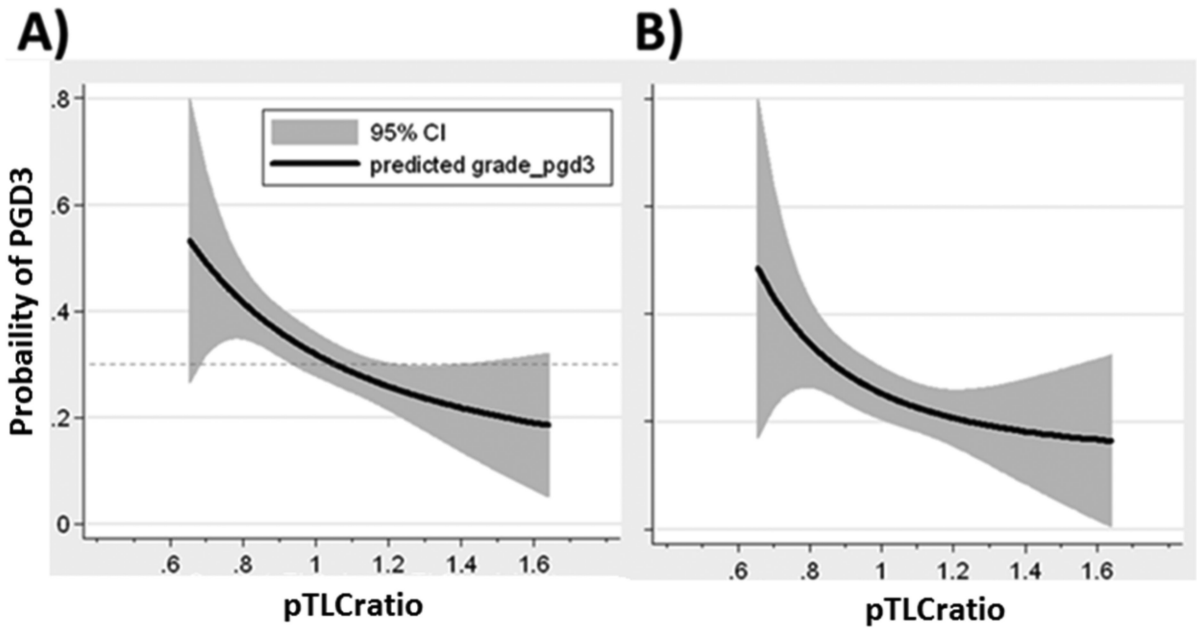 A)
B)
95% CI
predicted grade_pgd3
Probaility of PGD3
.8
.6
.4
.2
0
.6 .8 1 1.2 1.4 1.6
.6 .8 1 1.2 1.4 1.6
pTLCratio
pTLCratio